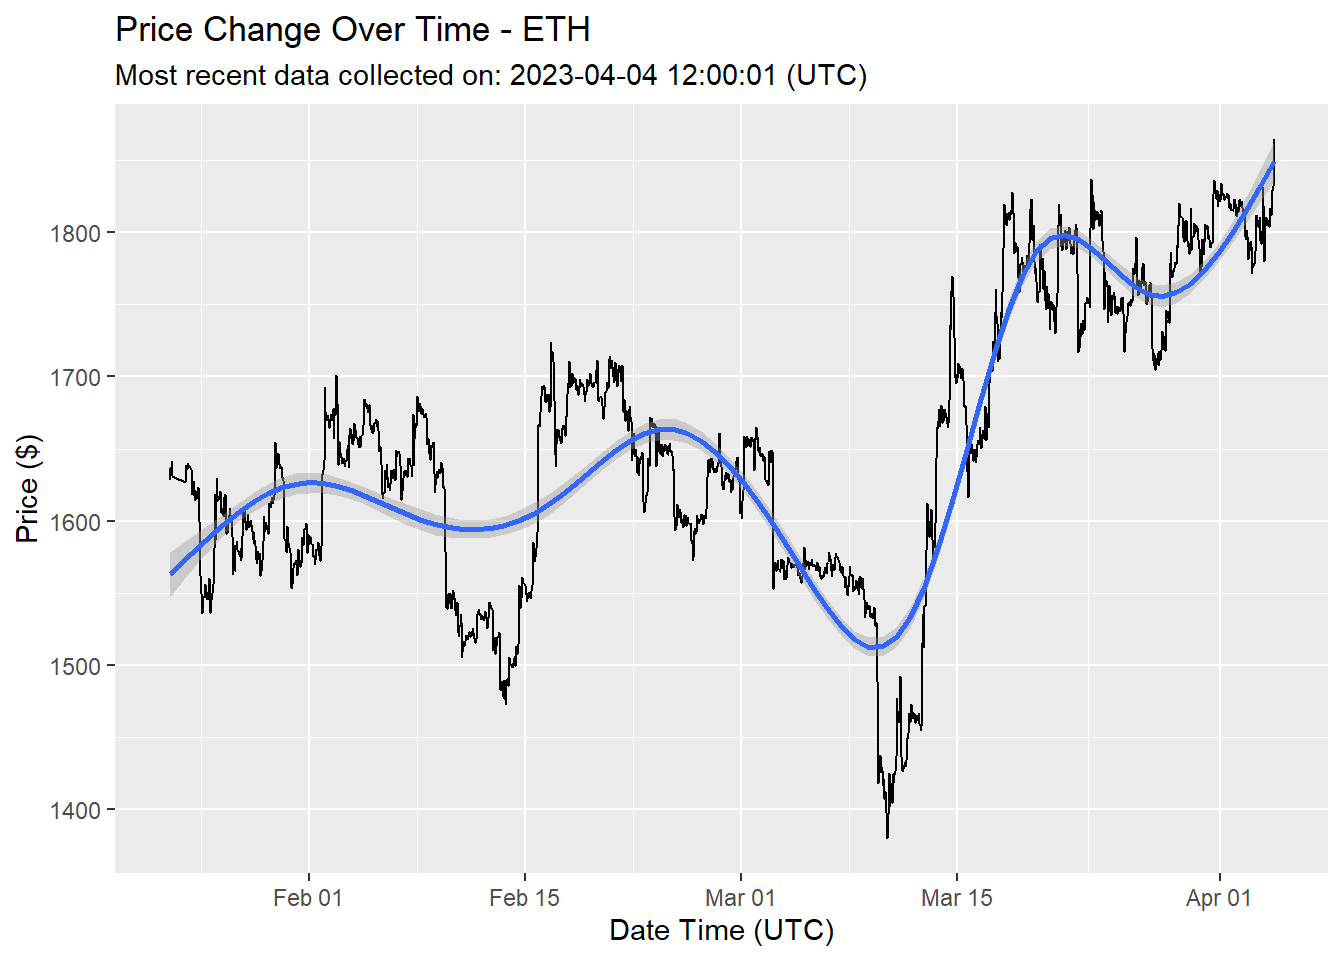 Price Change Over Time - ETH
Most recent data collected on: 2023-04-04 12:00:01 (UTC)
Price ($)
1800
1700
1600
1500
1400
Feb 01
Feb 15
Mar 01
Mar 15
Apr 01
Date Time (UTC)